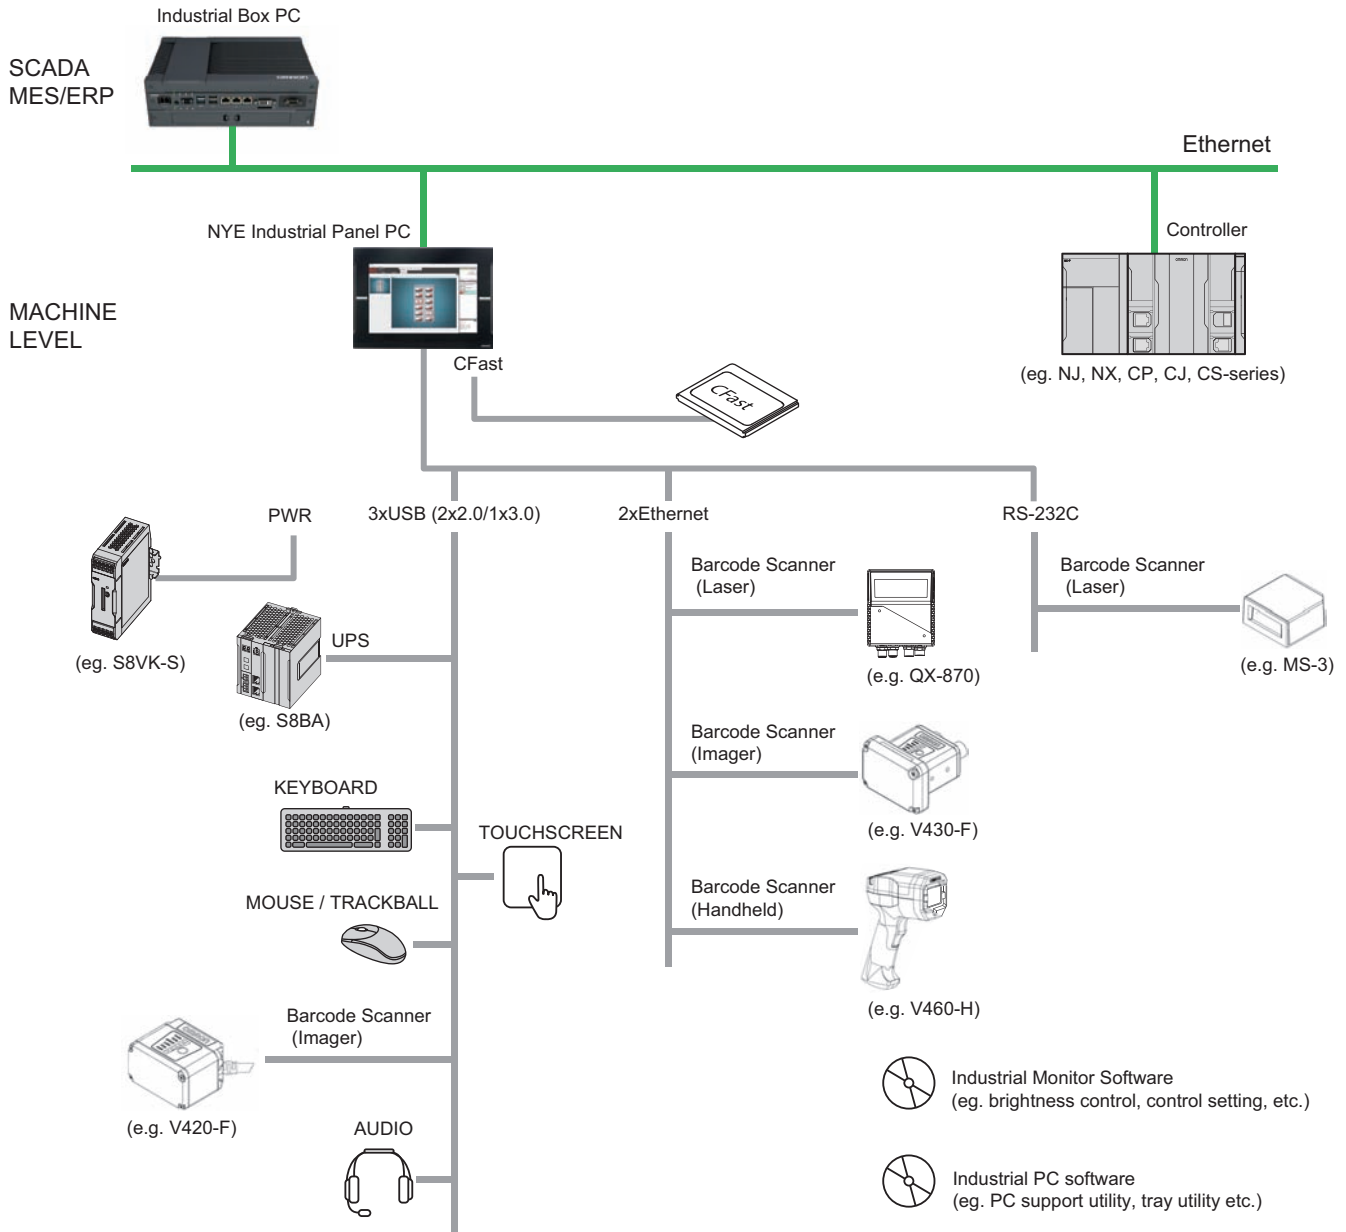 Industrial Box PC
SCADA
MES/ERP
Ethernet
NYE Industrial Panel PC
Controller
MACHINE
LEVEL
CFast
CFast
(eg. NJ, NX, CP, CJ, CS-series)
PWR
3xUSB (2x2.0/1x3.0)
2xEthernet
RS-232C
Barcode Scanner
(Laser)
Barcode Scanner
(Laser)
UPS
(eg. S8VK-S)
(e.g. QX-870)
(e.g. MS-3)
(eg. S8BA)
Barcode Scanner
(Imager)
KEYBOARD
TOUCHSCREEN
(e.g. V430-F)
MOUSE / TRACKBALL
Barcode Scanner
(Handheld)
(e.g. V460-H)
Barcode Scanner
(Imager)
(e.g. V420-F)
AUDIO
Industrial Monitor Software
(eg. brightness control, control setting, etc.)
Industrial PC software
(eg. PC support utility, tray utility etc.)